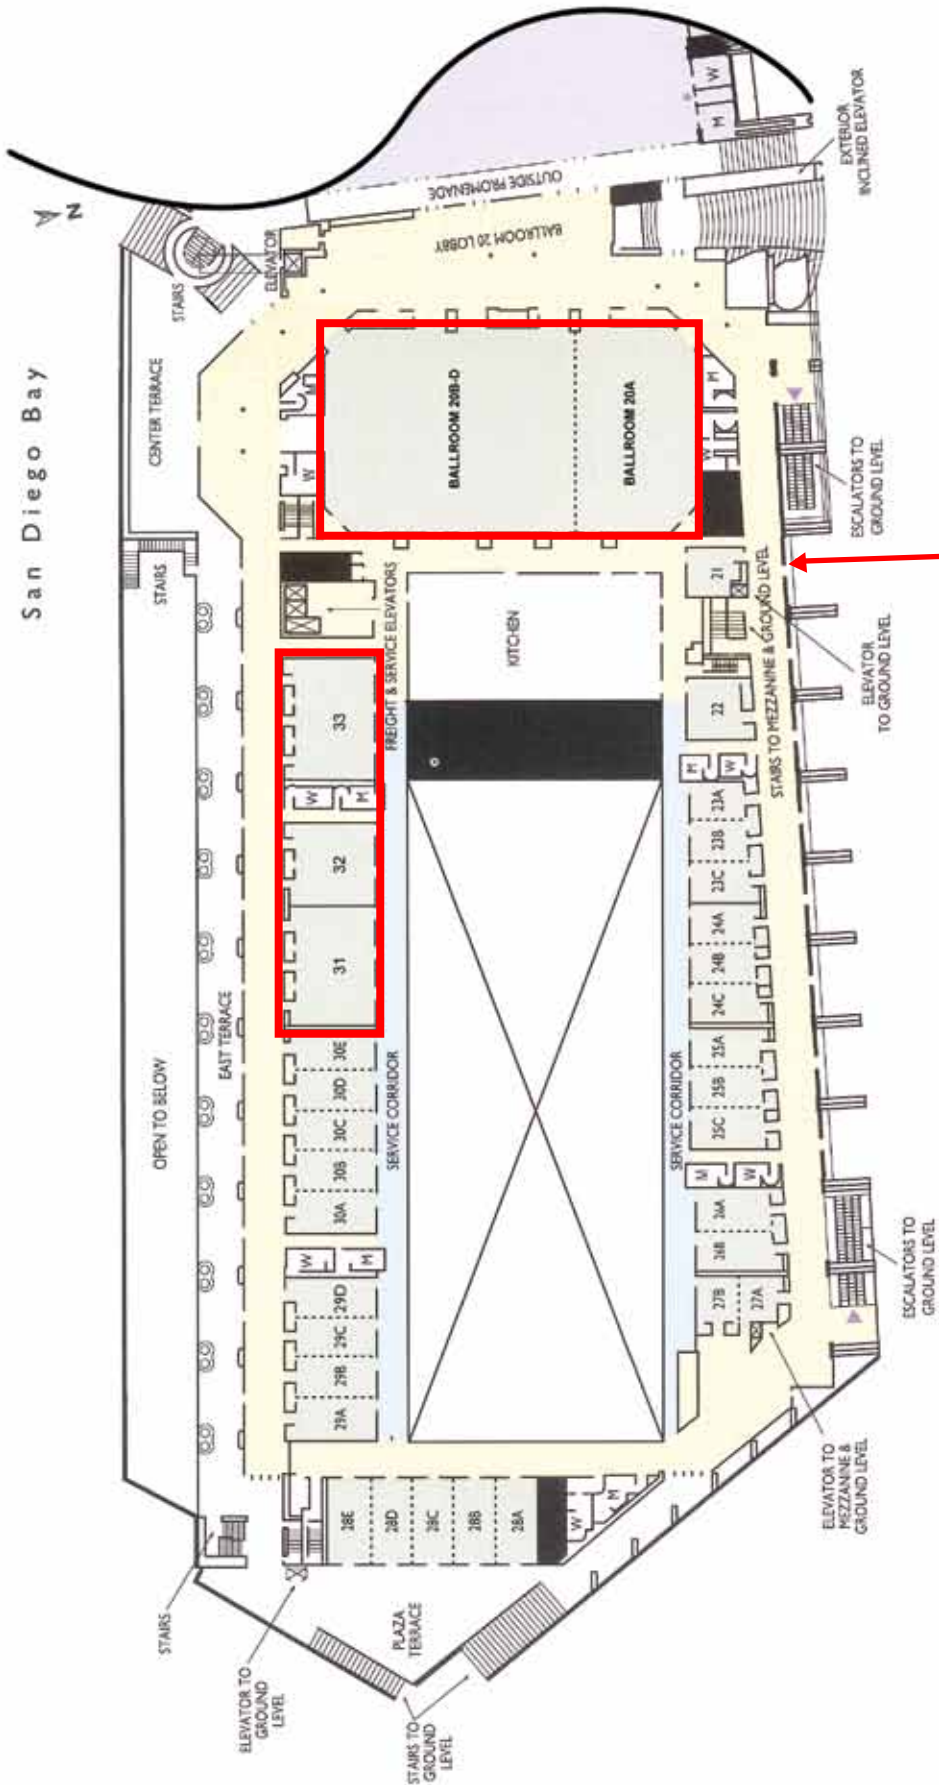 San Diego Bay
N
STAIRS
ELEVATOR
CENTER TERRACE
OUTSIDE PROMENADE
BALLROOM 20 LOBBY
M
W
EXTERIOR
INCLINED ELEVATOR
M
W
BALLROOM 20B-D
BALLROOM 20A
M
W
ESCALATORS TO
GROUND LEVEL
STAIRS
FREIGHT & SERVICE ELEVATORS
KITCHEN
21
22
ELEVATOR
TO GROUND LEVEL
STAIRS TO MEZZANINE & GROUND LEVEL
33
W
M
32
31
M
W
23A
23B
23C
24A
24B
24C
25A
25B
25C
M
W
26A
26B
27B
27A
EAST TERRACE
OPEN TO BELOW
30E
30D
30C
30B
30A
W
M
29D
29C
29B
29A
SERVICE CORRIDOR
SERVICE CORRIDOR
ESCALATORS TO
GROUND LEVEL
ELEVATOR TO
MEZZANINE &
GROUND LEVEL
28E
28D
28C
28B
28A
W
M
STAIRS
PLAZA
TERRACE
ELEVATOR TO
GROUND
LEVEL
STAIRS TO
GROUND
LEVEL